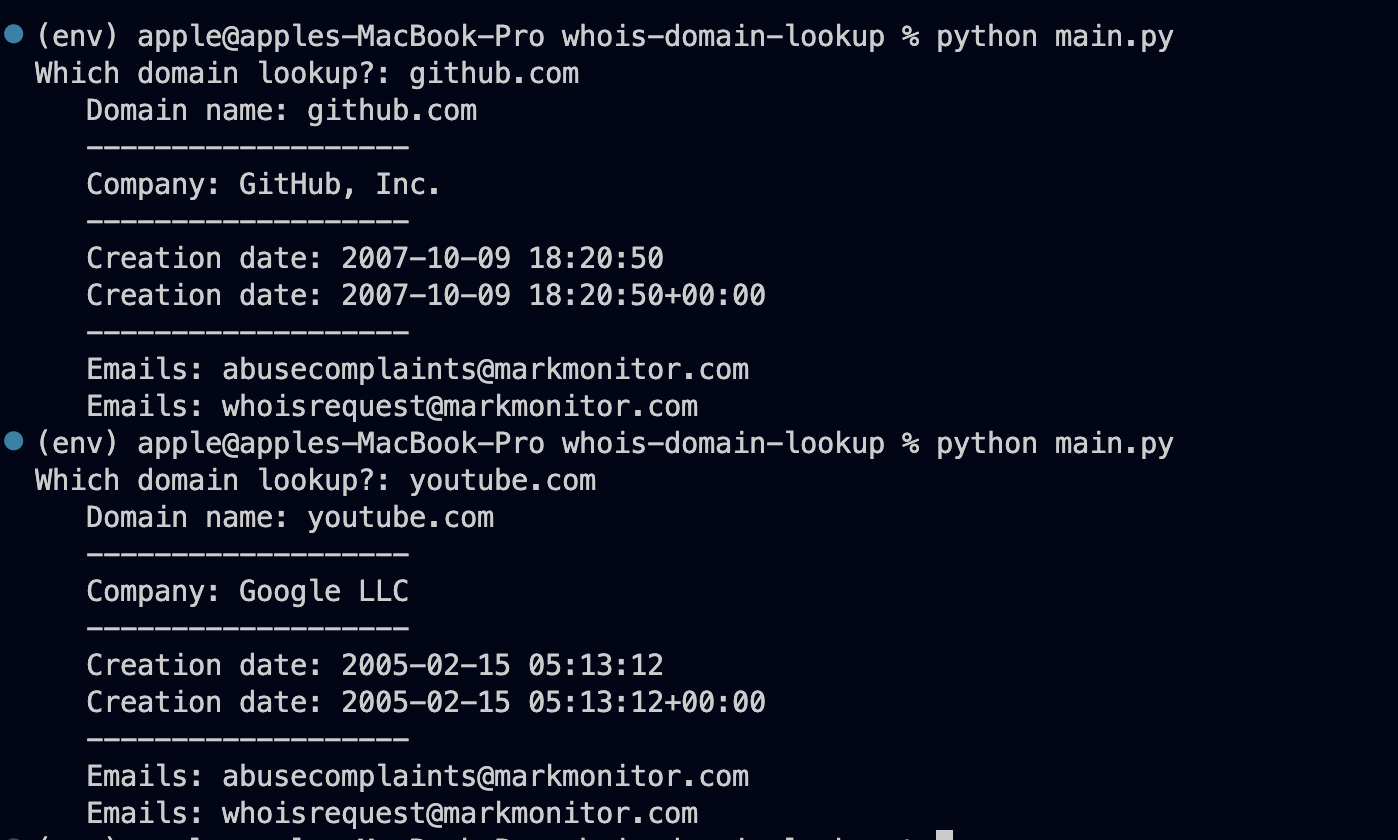 (env) apple@apples-MacBook-Pro whois-domain-lookup % python main.py
Which domain lookup?: github.com
Domain name: github.com
-------------------
Company: GitHub, Inc.
-------------------
Creation date: 2007-10-09 18:20:50
Creation date: 2007-10-09 18:20:50+00:00
-------------------
Emails: abusecomplaints@markmonitor.com
Emails: whoisrequest@markmonitor.com
(env) apple@apples-MacBook-Pro whois-domain-lookup % python main.py
Which domain lookup?: youtube.com
Domain name: youtube.com
-------------------
Company: Google LLC
-------------------
Creation date: 2005-02-15 05:13:12
Creation date: 2005-02-15 05:13:12+00:00
-------------------
Emails: abusecomplaints@markmonitor.com
Emails: whoisrequest@markmonitor.com